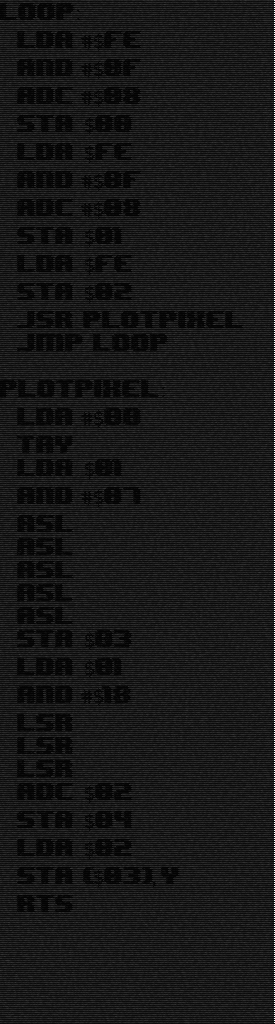 LOOP
LDA #$FE
AND #$0F
ADC #$08
STA $00
LDA $FE
AND #$0F
ADC #$08
STA $01
LDA $FE
STA $02
JSR PLOTPIXEL
JMP LOOP
PLOTPIXEL
LDA #$00
TAY
LDA $01
AND #$07
ASL
ASL
ASL
ASL
ASL
STA $03
LDA $01
AND #$18
LSR
LSR
LSR
ADC $02
STA $04
LDA $02
STA ($03),Y
RTS